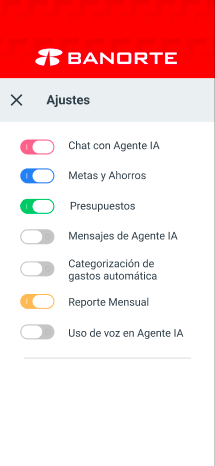 BANORTE
Ajustes
Chat con Agente IA
Metas y Ahorros
Presupuestos
Mensajes de Agente IA
Categorización de
gastos automática
Reporte Mensual
Uso de voz en Agente IA